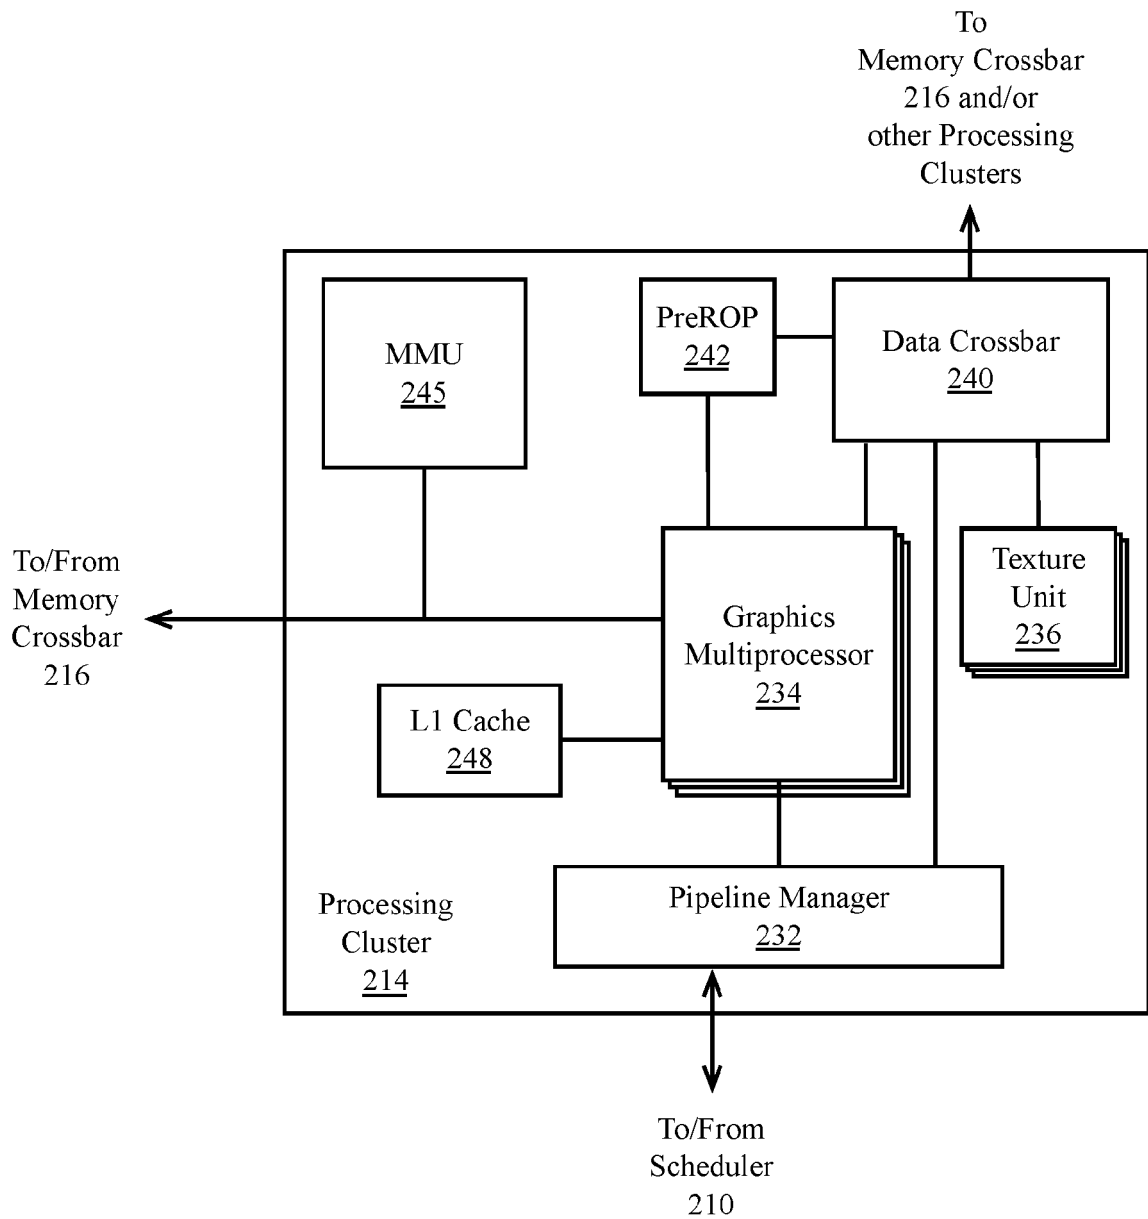 To
Memory Crossbar
216 and/or
other Processing
Clusters
MMU
245
PreROP
242
Data Crossbar
240
To/From
Memory
Crossbar
216
Graphics
Multiprocessor
234
Texture
Unit
236
L1 Cache
248
Pipeline Manager
232
Processing
Cluster
214
To/From
Scheduler
210